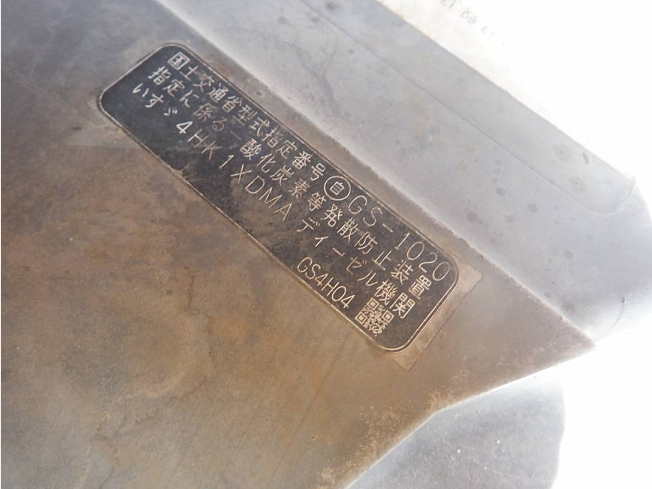 国土交通省型式指定番号㊀GS-1020
指定に係る一酸化炭素等発散防止装置
いすゞ4HK1XDMAディーゼル機関
GS4H04